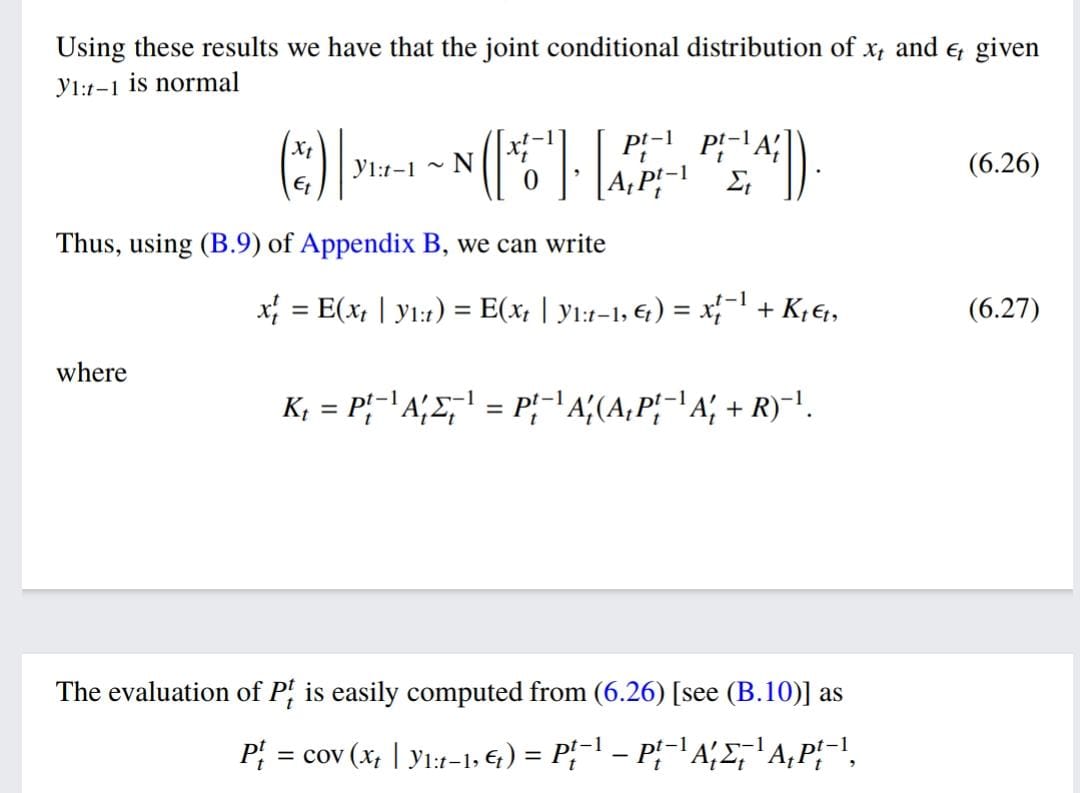 Using these results we have that the joint conditional distribution of $x_t$ and $\epsilon_t$ given
$y_{1:t-1}$ is normal
$\begin{pmatrix} x_t \\ \epsilon_t \end{pmatrix} \bigg| \, y_{1:t-1} \sim \mathrm{N} \left( \begin{bmatrix} x_t^{t-1} \\ 0 \end{bmatrix}, \begin{bmatrix} P_t^{t-1} & P_t^{t-1} A_t' \\ A_t P_t^{t-1} & \Sigma_t \end{bmatrix} \right).$ (6.26)
Thus, using (B.9) of Appendix B, we can write
$x_t^t = \mathrm{E}(x_t \mid y_{1:t}) = \mathrm{E}(x_t \mid y_{1:t-1}, \epsilon_t) = x_t^{t-1} + K_t \epsilon_t,$ (6.27)
where
$K_t = P_t^{t-1} A_t' \Sigma_t^{-1} = P_t^{t-1} A_t' (A_t P_t^{t-1} A_t' + R)^{-1}.$
The evaluation of $P_t^t$ is easily computed from (6.26) [see (B.10)] as
$P_t^t = \mathrm{cov}\,(x_t \mid y_{1:t-1}, \epsilon_t) = P_t^{t-1} - P_t^{t-1} A_t' \Sigma_t^{-1} A_t P_t^{t-1},$